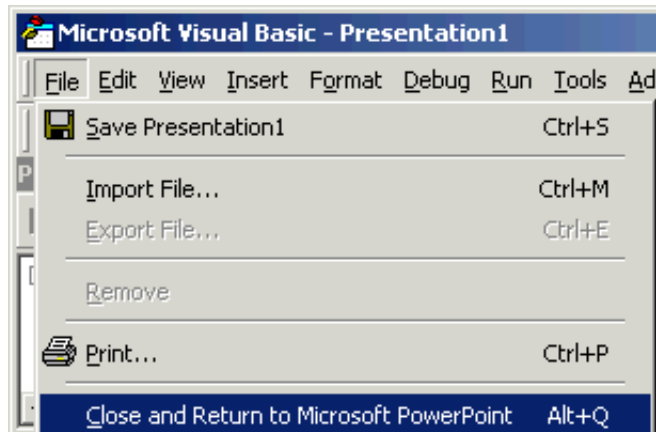 Microsoft Visual Basic - Presentation1
File Edit View Insert Format Debug Run Tools Ad
Save Presentation1 Ctrl+S
Import File... Ctrl+M
Export File... Ctrl+E
Remove
Print... Ctrl+P
Close and Return to Microsoft PowerPoint Alt+Q